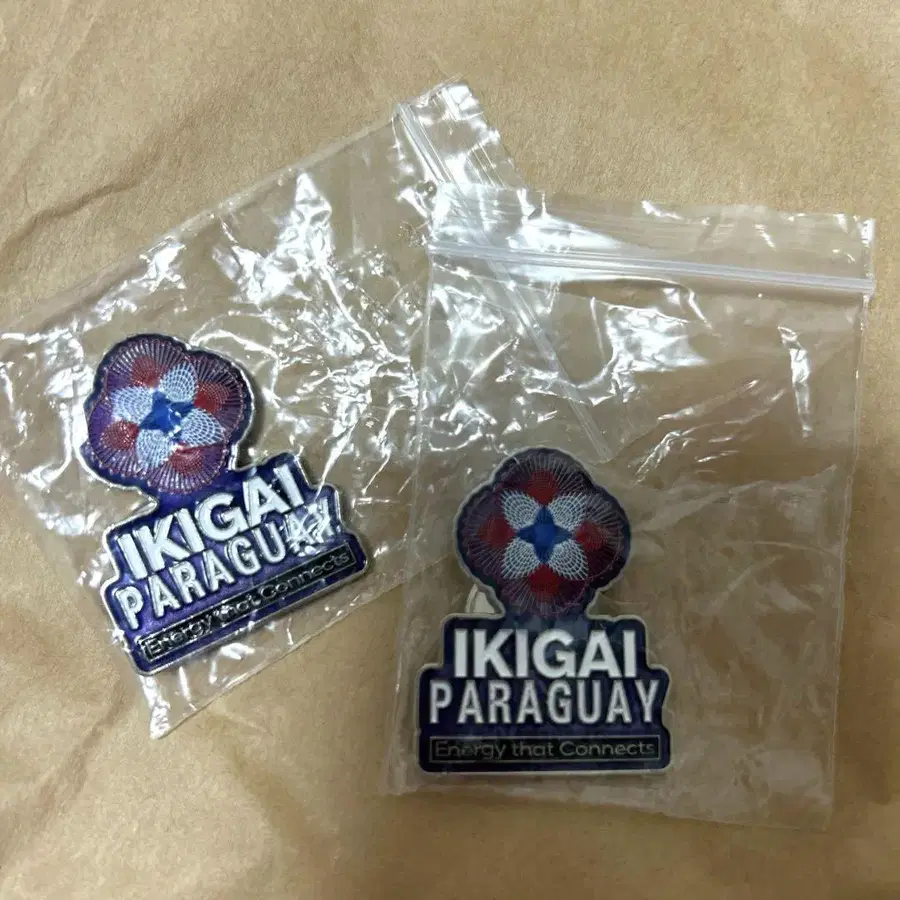 IKIGAI
PARAGUAY
Energy that Connects
IKIGAI
PARAGUAY
Energy that Connects